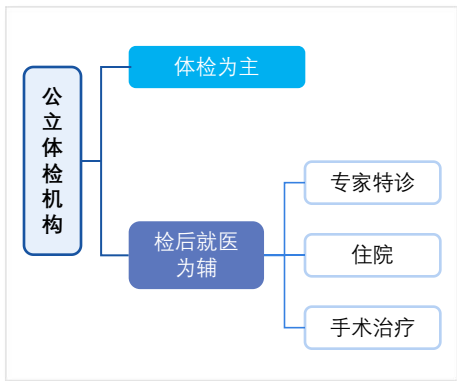 公立体检机构
体检为主
检后就医
为辅
专家特诊
住院
手术治疗